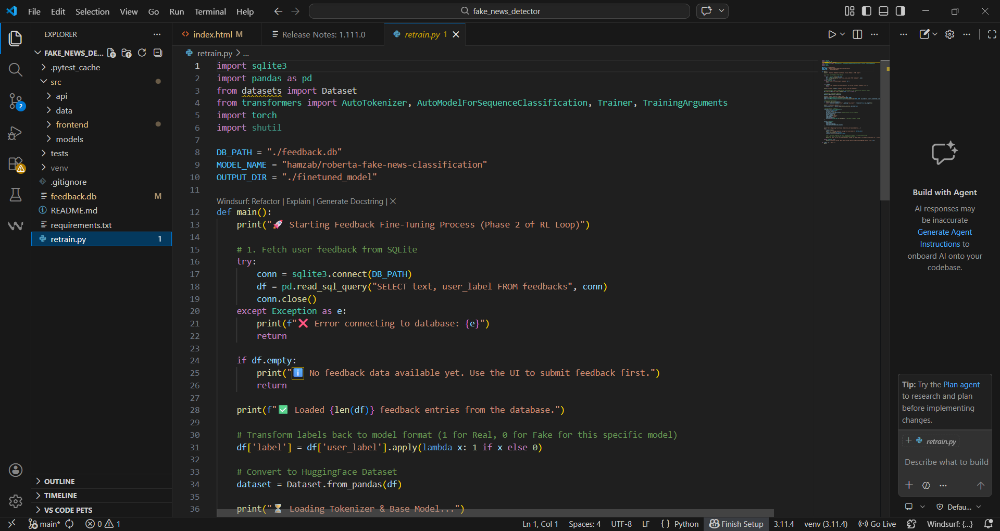 File Edit Selection View Go Run Terminal Help
fake_news_detector
EXPLORER
FAKE_NEWS_DE...
.pytest_cache
src
api
data
frontend
models
tests
venv
.gitignore
feedback.db M
README.md
requirements.txt
retrain.py 1
OUTLINE
TIMELINE
VS CODE PETS
index.html M
Release Notes: 1.111.0
retrain.py 1
retrain.py > ...
1 import sqlite3
2 import pandas as pd
3 from datasets import Dataset
4 from transformers import AutoTokenizer, AutoModelForSequenceClassification, Trainer, TrainingArguments
5 import torch
6 import shutil
7
8 DB_PATH = "./feedback.db"
9 MODEL_NAME = "hamzab/roberta-fake-news-classification"
10 OUTPUT_DIR = "./finetuned_model"
11
Windsurf: Refactor | Explain | Generate Docstring | X
12 def main():
13 print("🚀 Starting Feedback Fine-Tuning Process (Phase 2 of RL Loop)")
14
15 # 1. Fetch user feedback from SQLite
16 try:
17 conn = sqlite3.connect(DB_PATH)
18 df = pd.read_sql_query("SELECT text, user_label FROM feedbacks", conn)
19 conn.close()
20 except Exception as e:
21 print(f"❌ Error connecting to database: {e}")
22 return
23
24 if df.empty:
25 print("ℹ️ No feedback data available yet. Use the UI to submit feedback first.")
26 return
27
28 print(f"✅ Loaded {len(df)} feedback entries from the database.")
29
30 # Transform labels back to model format (1 for Real, 0 for Fake for this specific model)
31 df['label'] = df['user_label'].apply(lambda x: 1 if x else 0)
32
33 # Convert to HuggingFace Dataset
34 dataset = Dataset.from_pandas(df)
35
36 print("⏳ Loading Tokenizer & Base Model...")
Build with Agent
AI responses may
be inaccurate
Generate Agent
Instructions to
onboard AI onto your
codebase.
Tip: Try the Plan agent
to research and plan
before implementing
changes.
retrain.py
Describe what to build
Defau...
2
main* 0 1
Ln 1, Col 1 Spaces: 4 UTF-8 LF { } Python Finish Setup 3.11.4 venv (3.11.4) Go Live Windsurf: {...}